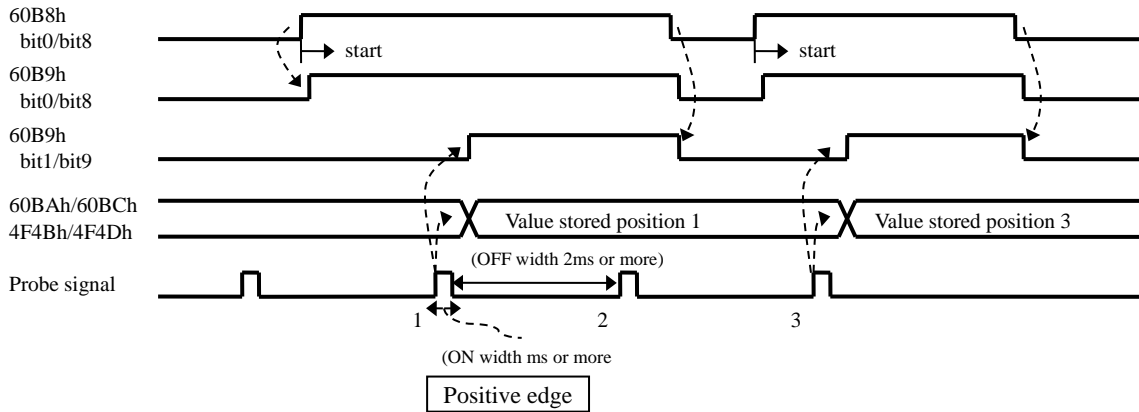 60B8h
bit0/bit8
start
start
60B9h
bit0/bit8
60B9h
bit1/bit9
60BAh/60BCh
4F4Bh/4F4Dh
Value stored position 1
Value stored position 3
(OFF width 2ms or more)
Probe signal
1
2
3
(ON width ms or more
Positive edge